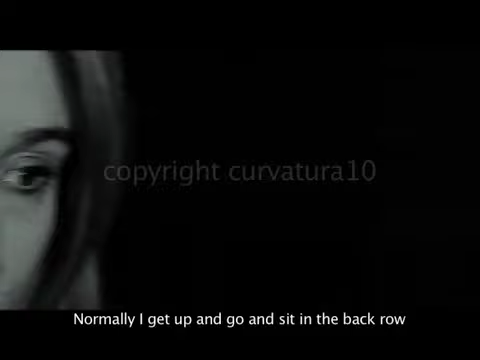 copyright curvatura10
Normally I get up and go and sit in the back row